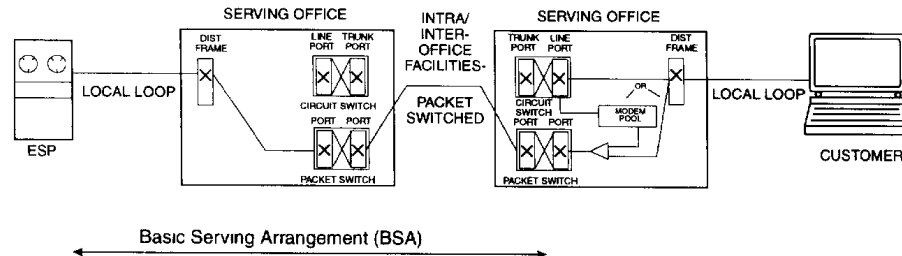 SERVING OFFICE
INTRA/
INTER-
OFFICE
FACILITIES-
PACKET
SWITCHED
SERVING OFFICE
DIST
FRAME
LINE
PORT
TRUNK
PORT
CIRCUIT SWITCH
PORT
PORT
PACKET SWITCH
LOCAL LOOP
ESP
TRUNK
PORT
LINE
PORT
DIST
FRAME
CIRCUIT
SWITCH
OR
MODEM
POOL
PORT
PORT
PACKET SWITCH
LOCAL LOOP
CUSTOMER
Basic Serving Arrangement (BSA)